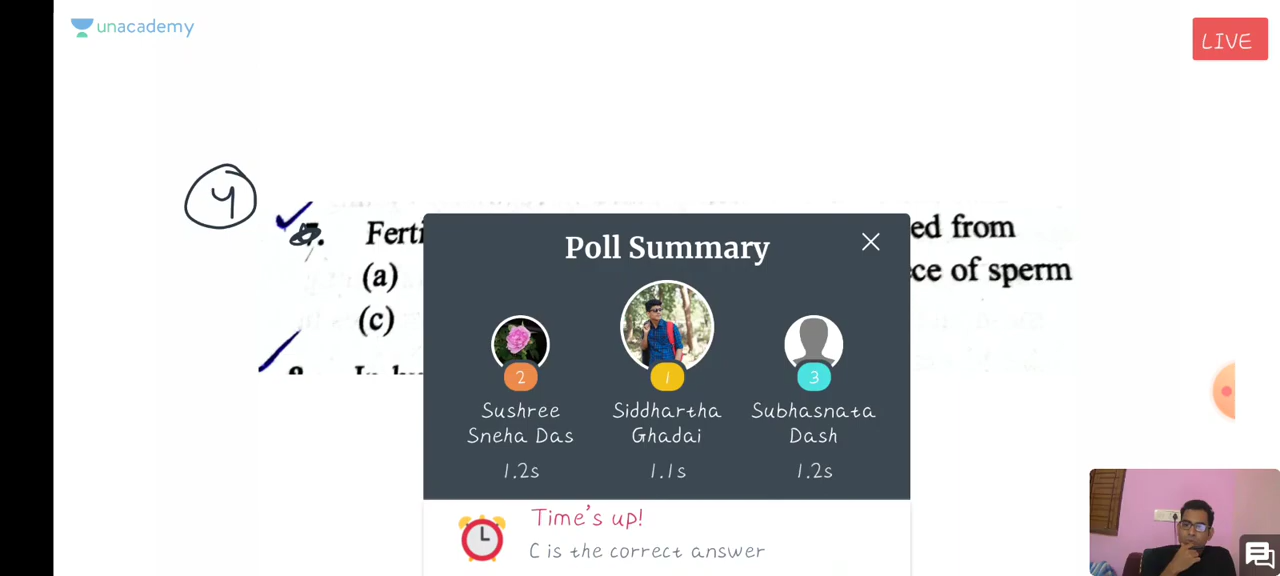 unacademy
LIVE
4
7. Ferti
ed from
(a)
ce of sperm
(c)
Poll Summary
2
1
3
Sushree
Sneha Das
Siddhartha
Ghadai
Subhasnata
Dash
1.2s
1.1s
1.2s
Time's up!
C is the correct answer